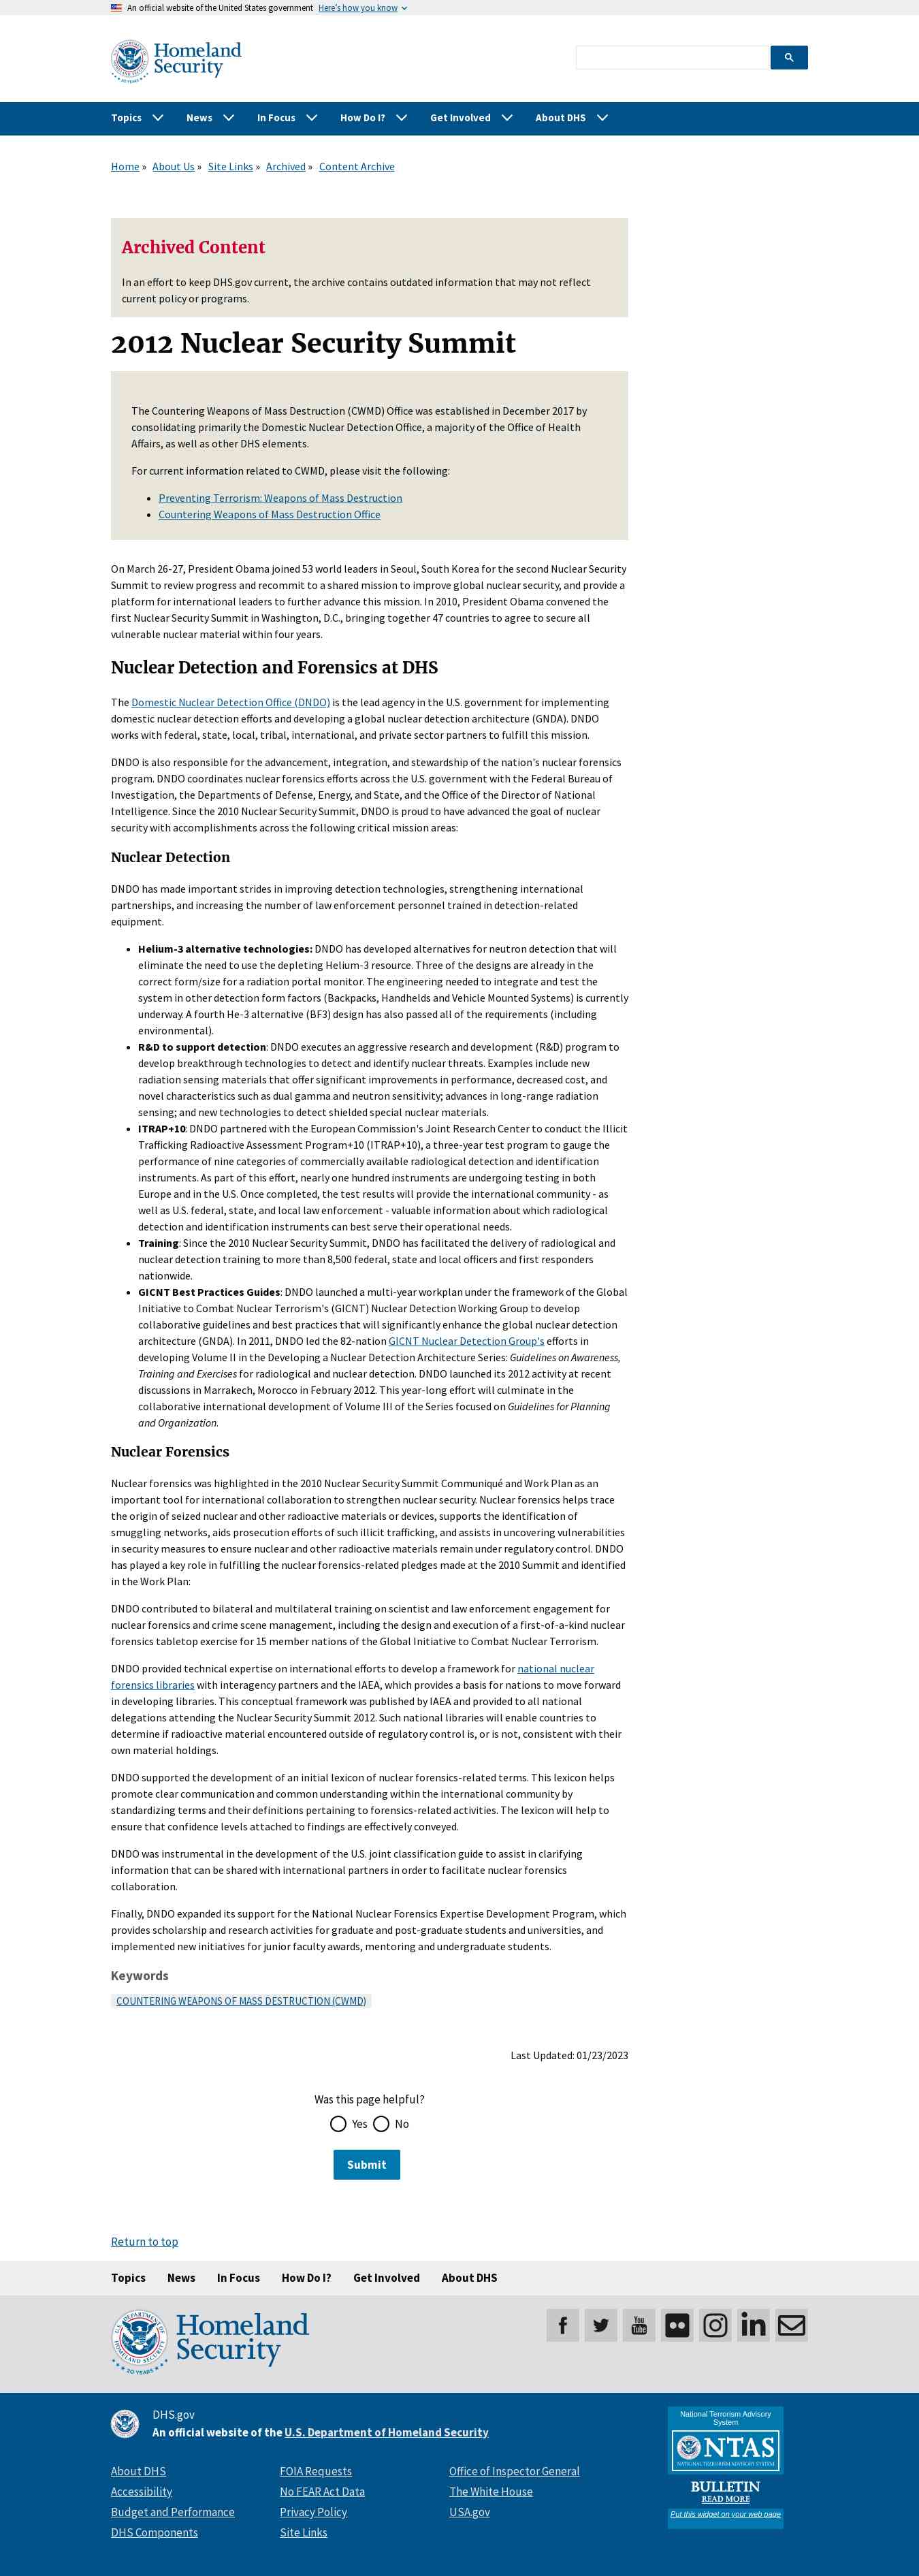 An official website of the United States government Here's how you know
Homeland
Security
Topics News In Focus How Do I? Get Involved About DHS
Home » About Us » Site Links » Archived » Content Archive
Archived Content
In an effort to keep DHS.gov current, the archive contains outdated information that may not reflect
current policy or programs.
2012 Nuclear Security Summit
The Countering Weapons of Mass Destruction (CWMD) Office was established in December 2017 by
consolidating primarily the Domestic Nuclear Detection Office, a majority of the Office of Health
Affairs, as well as other DHS elements.
For current information related to CWMD, please visit the following:
Preventing Terrorism: Weapons of Mass Destruction
Countering Weapons of Mass Destruction Office
On March 26-27, President Obama joined 53 world leaders in Seoul, South Korea for the second Nuclear Security
Summit to review progress and recommit to a shared mission to improve global nuclear security, and provide a
platform for international leaders to further advance this mission. In 2010, President Obama convened the
first Nuclear Security Summit in Washington, D.C., bringing together 47 countries to agree to secure all
vulnerable nuclear material within four years.
Nuclear Detection and Forensics at DHS
The Domestic Nuclear Detection Office (DNDO) is the lead agency in the U.S. government for implementing
domestic nuclear detection efforts and developing a global nuclear detection architecture (GNDA). DNDO
works with federal, state, local, tribal, international, and private sector partners to fulfill this mission.
DNDO is also responsible for the advancement, integration, and stewardship of the nation's nuclear forensics
program. DNDO coordinates nuclear forensics efforts across the U.S. government with the Federal Bureau of
Investigation, the Departments of Defense, Energy, and State, and the Office of the Director of National
Intelligence. Since the 2010 Nuclear Security Summit, DNDO is proud to have advanced the goal of nuclear
security with accomplishments across the following critical mission areas:
Nuclear Detection
DNDO has made important strides in improving detection technologies, strengthening international
partnerships, and increasing the number of law enforcement personnel trained in detection-related
equipment.
Helium-3 alternative technologies: DNDO has developed alternatives for neutron detection that will
eliminate the need to use the depleting Helium-3 resource. Three of the designs are already in the
correct form/size for a radiation portal monitor. The engineering needed to integrate and test the
system in other detection form factors (Backpacks, Handhelds and Vehicle Mounted Systems) is currently
underway. A fourth He-3 alternative (BF3) design has also passed all of the requirements (including
environmental).
R&D to support detection: DNDO executes an aggressive research and development (R&D) program to
develop breakthrough technologies to detect and identify nuclear threats. Examples include new
radiation sensing materials that offer significant improvements in performance, decreased cost, and
novel characteristics such as dual gamma and neutron sensitivity; advances in long-range radiation
sensing; and new technologies to detect shielded special nuclear materials.
ITRAP+10: DNDO partnered with the European Commission's Joint Research Center to conduct the Illicit
Trafficking Radioactive Assessment Program+10 (ITRAP+10), a three-year test program to gauge the
performance of nine categories of commercially available radiological detection and identification
instruments. As part of this effort, nearly one hundred instruments are undergoing testing in both
Europe and in the U.S. Once completed, the test results will provide the international community - as
well as U.S. federal, state, and local law enforcement - valuable information about which radiological
detection and identification instruments can best serve their operational needs.
Training: Since the 2010 Nuclear Security Summit, DNDO has facilitated the delivery of radiological and
nuclear detection training to more than 8,500 federal, state and local officers and first responders
nationwide.
GICNT Best Practices Guides: DNDO launched a multi-year workplan under the framework of the Global
Initiative to Combat Nuclear Terrorism's (GICNT) Nuclear Detection Working Group to develop
collaborative guidelines and best practices that will significantly enhance the global nuclear detection
architecture (GNDA). In 2011, DNDO led the 82-nation GICNT Nuclear Detection Group's efforts in
developing Volume II in the Developing a Nuclear Detection Architecture Series: Guidelines on Awareness,
Training and Exercises for radiological and nuclear detection. DNDO launched its 2012 activity at recent
discussions in Marrakech, Morocco in February 2012. This year-long effort will culminate in the
collaborative international development of Volume III of the Series focused on Guidelines for Planning
and Organization.
Nuclear Forensics
Nuclear forensics was highlighted in the 2010 Nuclear Security Summit Communiqué and Work Plan as an
important tool for international collaboration to strengthen nuclear security. Nuclear forensics helps trace
the origin of seized nuclear and other radioactive materials or devices, supports the identification of
smuggling networks, aids prosecution efforts of such illicit trafficking, and assists in uncovering vulnerabilities
in security measures to ensure nuclear and other radioactive materials remain under regulatory control. DNDO
has played a key role in fulfilling the nuclear forensics-related pledges made at the 2010 Summit and identified
in the Work Plan:
DNDO contributed to bilateral and multilateral training on scientist and law enforcement engagement for
nuclear forensics and crime scene management, including the design and execution of a first-of-a-kind nuclear
forensics tabletop exercise for 15 member nations of the Global Initiative to Combat Nuclear Terrorism.
DNDO provided technical expertise on international efforts to develop a framework for national nuclear
forensics libraries with interagency partners and the IAEA, which provides a basis for nations to move forward
in developing libraries. This conceptual framework was published by IAEA and provided to all national
delegations attending the Nuclear Security Summit 2012. Such national libraries will enable countries to
determine if radioactive material encountered outside of regulatory control is, or is not, consistent with their
own material holdings.
DNDO supported the development of an initial lexicon of nuclear forensics-related terms. This lexicon helps
promote clear communication and common understanding within the international community by
standardizing terms and their definitions pertaining to forensics-related activities. The lexicon will help to
ensure that confidence levels attached to findings are effectively conveyed.
DNDO was instrumental in the development of the U.S. joint classification guide to assist in clarifying
information that can be shared with international partners in order to facilitate nuclear forensics
collaboration.
Finally, DNDO expanded its support for the National Nuclear Forensics Expertise Development Program, which
provides scholarship and research activities for graduate and post-graduate students and universities, and
implemented new initiatives for junior faculty awards, mentoring and undergraduate students.
Keywords
COUNTERING WEAPONS OF MASS DESTRUCTION (CWMD)
Last Updated: 01/23/2023
Was this page helpful?
Yes No
Submit
Return to top
Topics News In Focus How Do I? Get Involved About DHS
Homeland
Security
20 YEARS
You
Tube
DHS.gov
An official website of the U.S. Department of Homeland Security
National Terrorism Advisory
System
NTAS
NATIONAL TERRORISM ADVISORY SYSTEM
BULLETIN
READ MORE
Put this widget on your web page
About DHS FOIA Requests Office of Inspector General
Accessibility No FEAR Act Data The White House
Budget and Performance Privacy Policy USA.gov
DHS Components Site Links